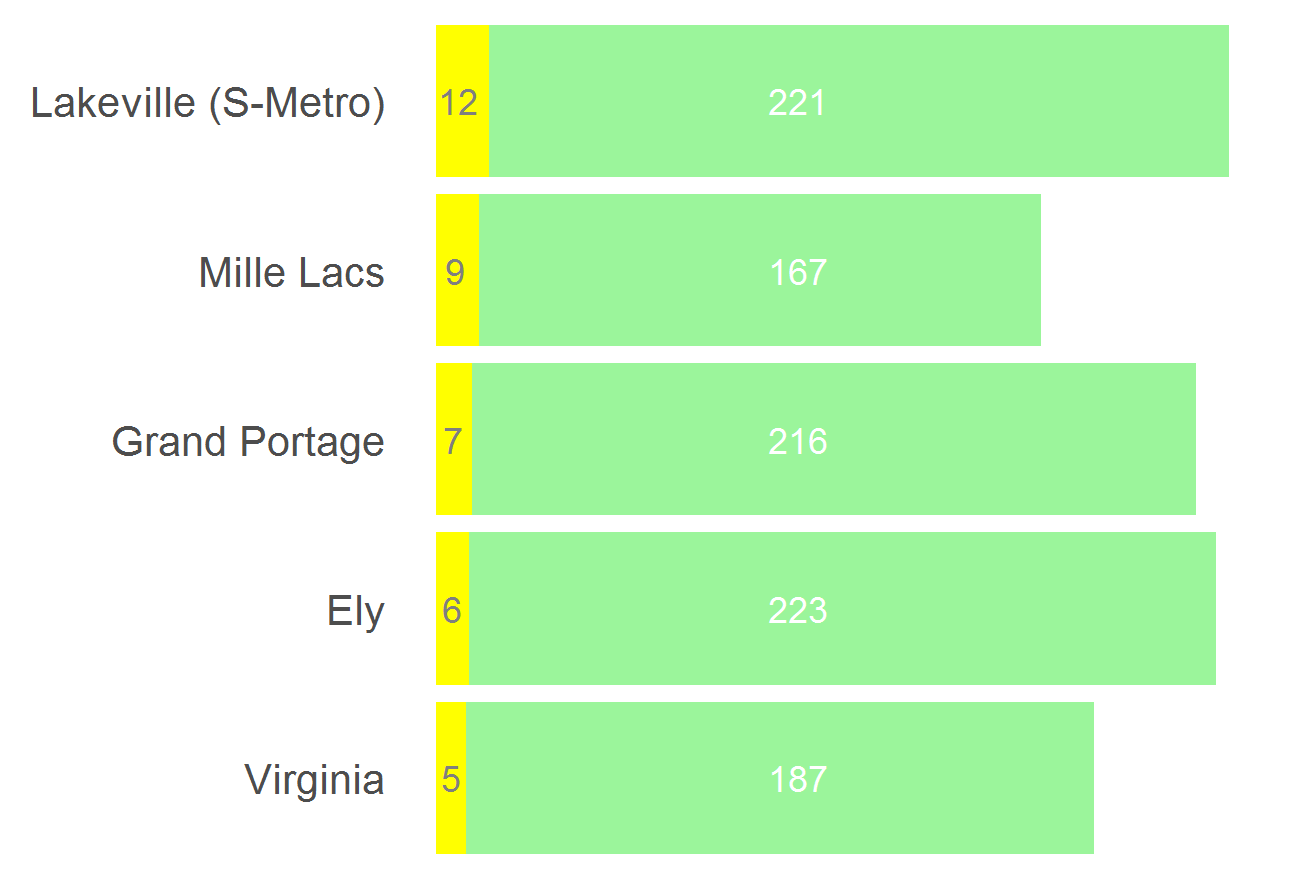 Lakeville (S-Metro) 12 221
Mille Lacs 9 167
Grand Portage 7 216
Ely 6 223
Virginia 5 187